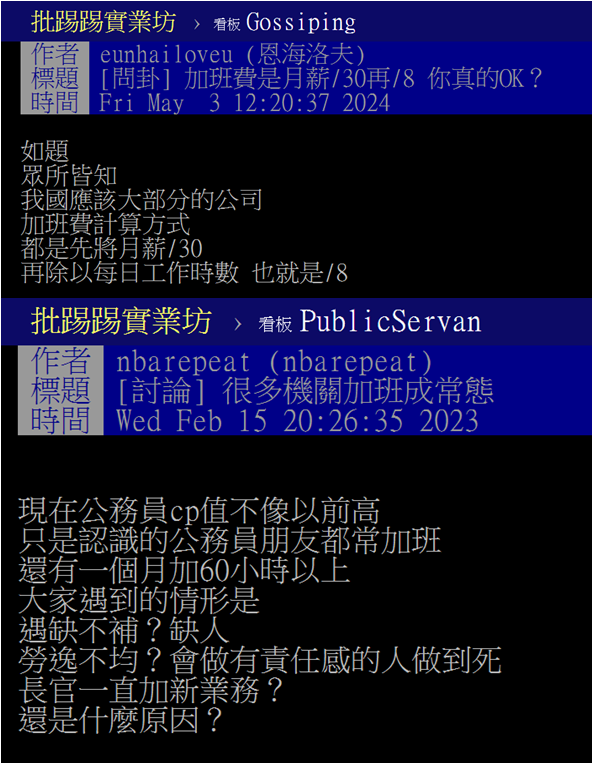 批踢踢實業坊 › 看板 Gossiping
作者 eunhailoveu (恩海洛夫)
標題 [問卦] 加班費是月薪/30再/8 你真的OK？
時間 Fri May  3 12:20:37 2024
如題
眾所皆知
我國應該大部分的公司
加班費計算方式
都是先將月薪/30
再除以每日工作時數 也就是/8
批踢踢實業坊 › 看板 PublicServan
作者 nbarepeat (nbarepeat)
標題 [討論] 很多機關加班成常態
時間 Wed Feb 15 20:26:35 2023
現在公務員cp值不像以前高
只是認識的公務員朋友都常加班
還有一個月加60小時以上
大家遇到的情形是
遇缺不補？缺人
勞逸不均？會做有責任感的人做到死
長官一直加新業務？
還是什麼原因？